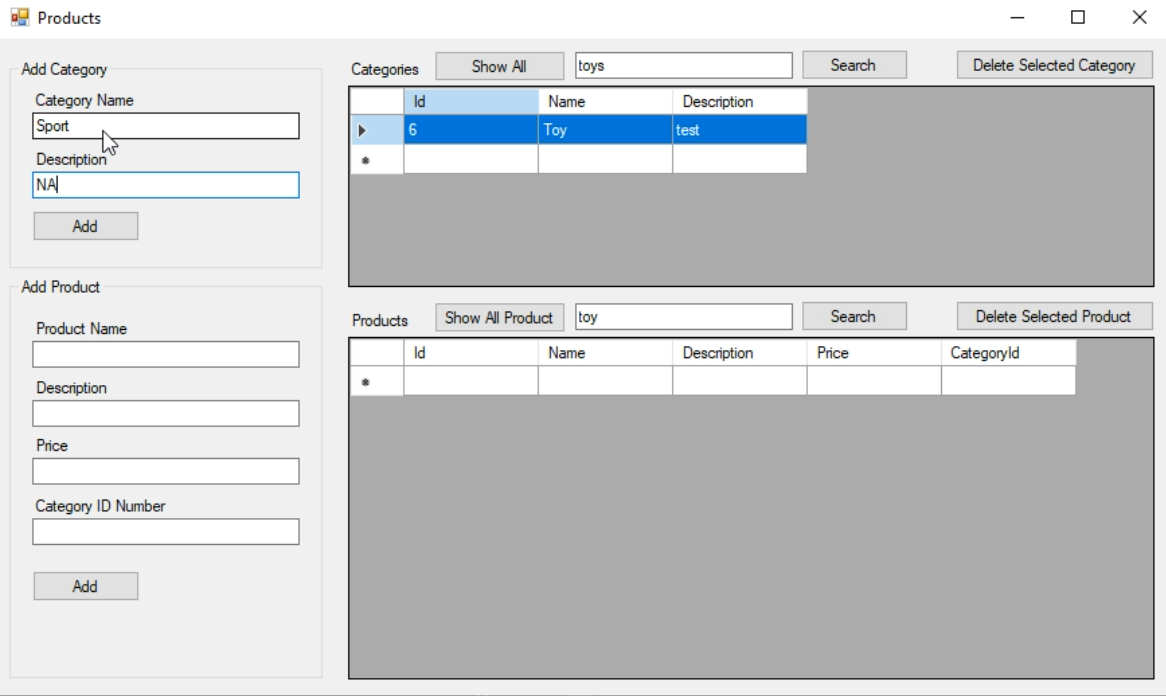 Products
Add Category
Category Name
Sport
Description
NA
Add
Categories
Show All
toys
Search
Delete Selected Category
Id Name Description
6 Toy test
Add Product
Product Name
Description
Price
Category ID Number
Add
Products
Show All Product
toy
Search
Delete Selected Product
Id Name Description Price CategoryId